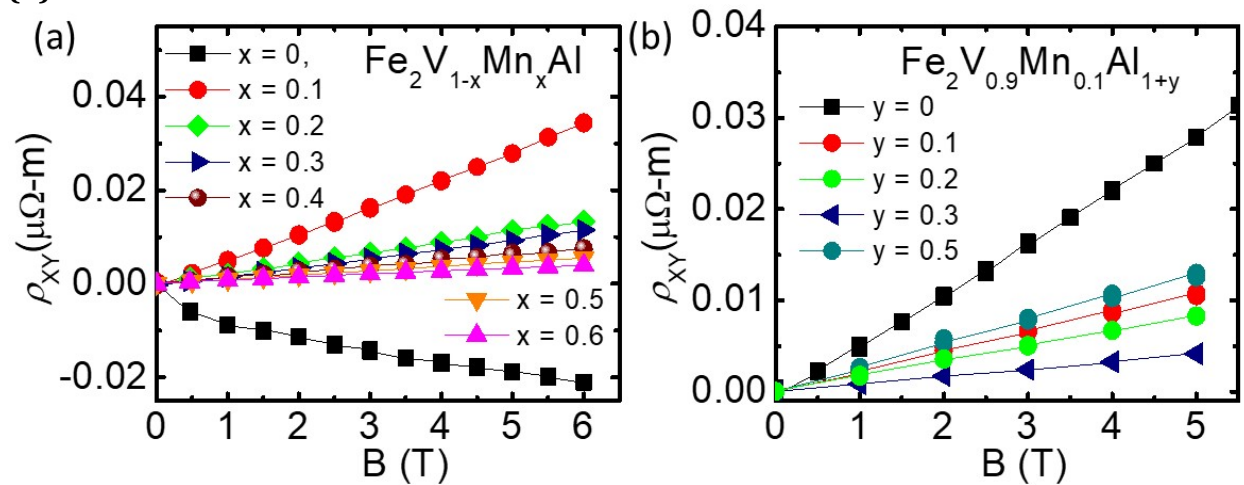 (a)
Fe2V1-xMnxAl
x = 0,
x = 0.1
x = 0.2
x = 0.3
x = 0.4
x = 0.5
x = 0.6
0.04
0.02
0.00
-0.02
ρXY(μΩ-m)
0 1 2 3 4 5 6
B (T)
(b)
Fe2V0.9Mn0.1Al1+y
y = 0
y = 0.1
y = 0.2
y = 0.3
y = 0.5
0.04
0.03
0.02
0.01
0.00
ρXY(μΩ-m)
0 1 2 3 4 5
B (T)